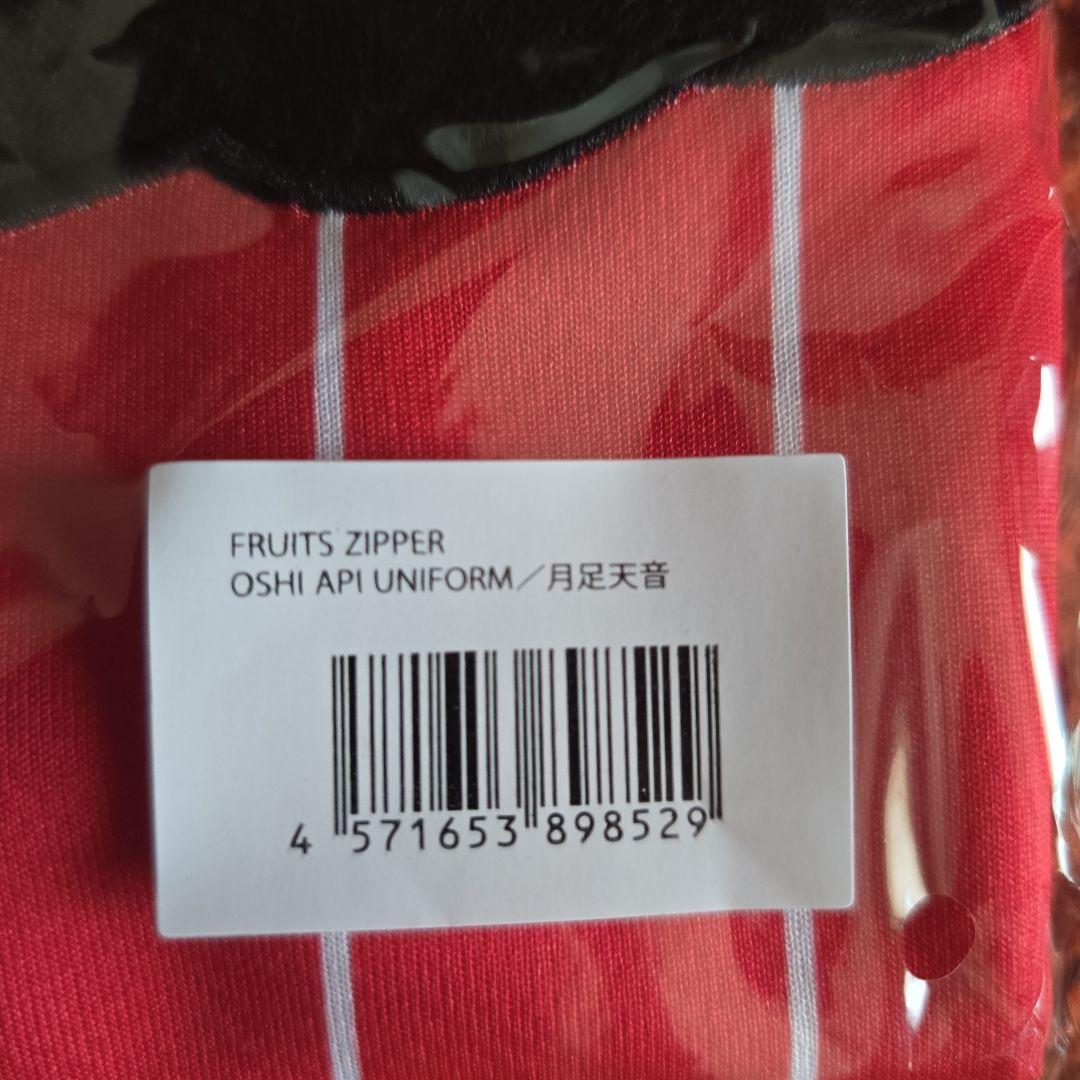 FRUITS ZIPPER
OSHI API UNIFORM／月足天音
4 571653 898529